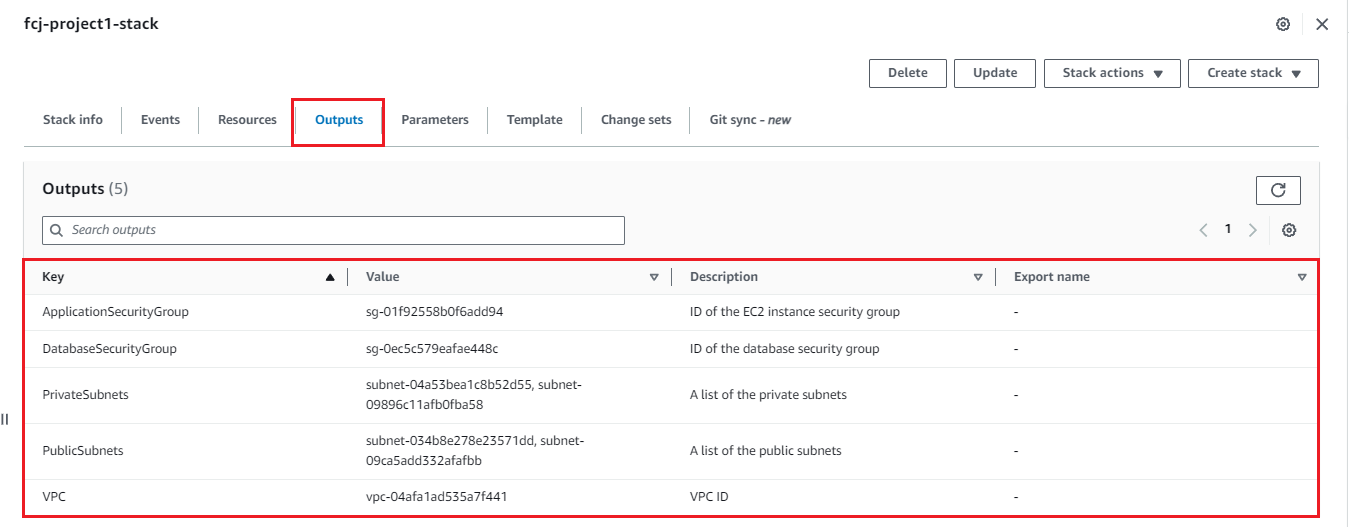 fcj-project1-stack
Delete
Update
Stack actions
Create stack
Stack info
Events
Resources
Outputs
Parameters
Template
Change sets
Git sync - new
Outputs (5)
Search outputs
1
Key
Value
Description
Export name
ApplicationSecurityGroup
sg-01f92558b0f6add94
ID of the EC2 instance security group
-
DatabaseSecurityGroup
sg-0ec5c579eafae448c
ID of the database security group
-
PrivateSubnets
subnet-04a53bea1c8b52d55, subnet-
09896c11afb0fba58
A list of the private subnets
-
PublicSubnets
subnet-034b8e278e23571dd, subnet-
09ca5add332afafbb
A list of the public subnets
-
VPC
vpc-04afa1ad535a7f441
VPC ID
-